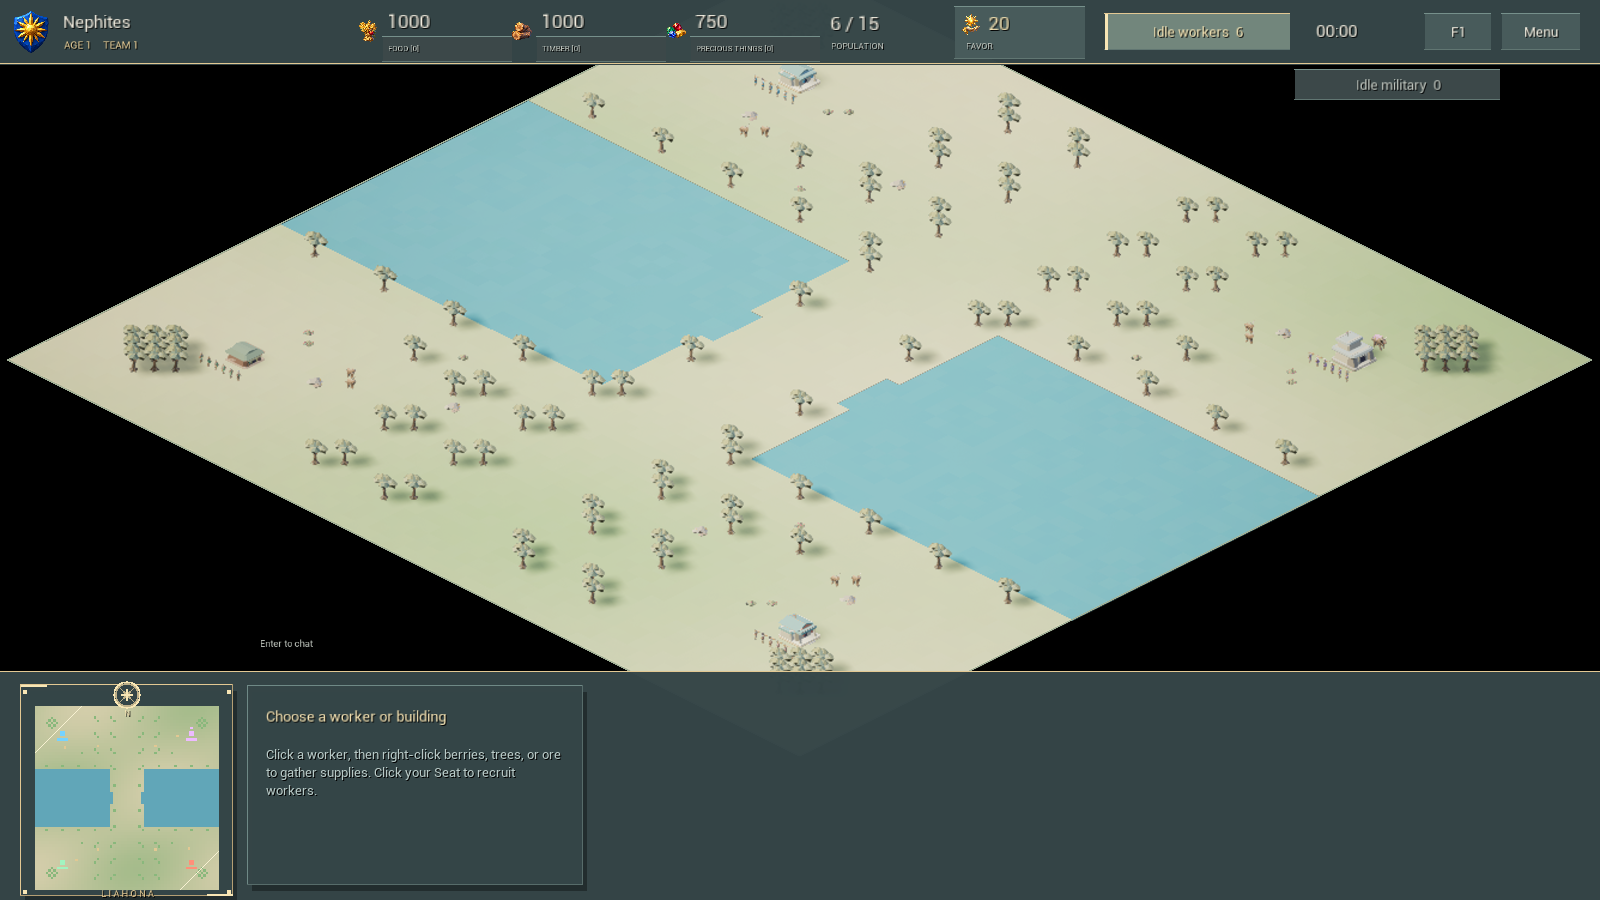 Nephites
AGE 1 TEAM 1
1000
FOOD [0]
1000
TIMBER [0]
750
PRECIOUS THINGS [0]
6 / 15
POPULATION
20
FAVOR
Idle workers 6
00:00
F1
Menu
Idle military 0
Enter to chat
N
Choose a worker or building
Click a worker, then right-click berries, trees, or ore
to gather supplies. Click your Seat to recruit
workers.
LIAHONA